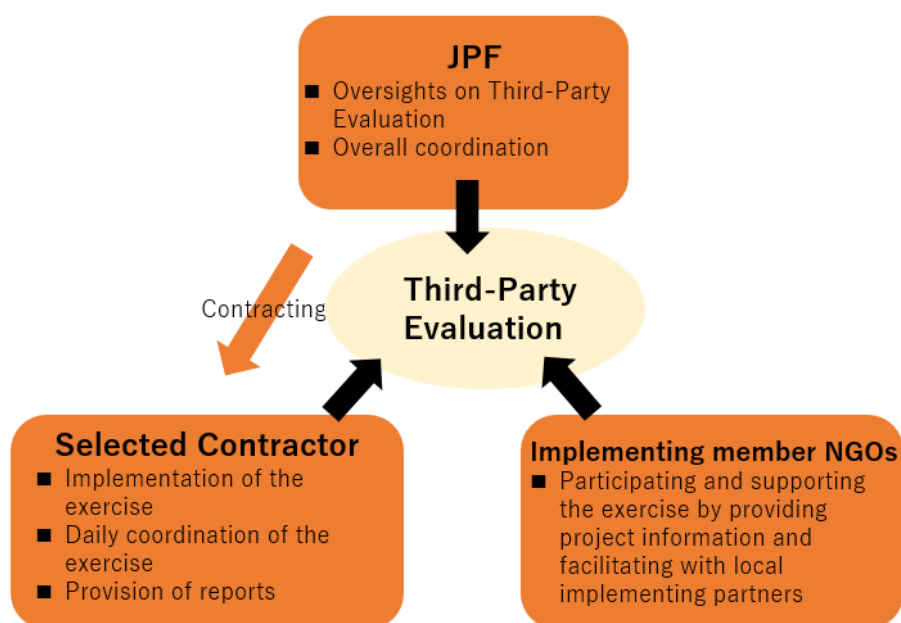 JPF
■ Oversights on Third-Party
Evaluation
■ Overall coordination
Third-Party
Evaluation
Contracting
Selected Contractor
■ Implementation of the
exercise
■ Daily coordination of the
exercise
■ Provision of reports
Implementing member NGOs
■ Participating and supporting
the exercise by providing
project information and
facilitating with local
implementing partners